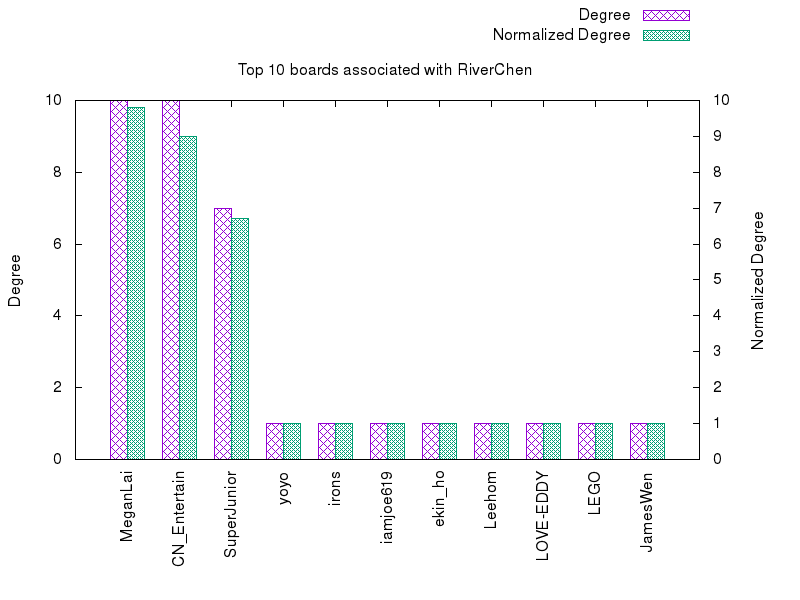 Degree
Normalized Degree
Top 10 boards associated with RiverChen
10 10
9
8 8
7
6 6
5
4 4
3
2 2
1
0 0
Degree
Normalized Degree
MeganLai
CN_Entertain
SuperJunior
yoyo
irons
iamjoe619
ekin_ho
Leehom
LOVE-EDDY
LEGO
JamesWen